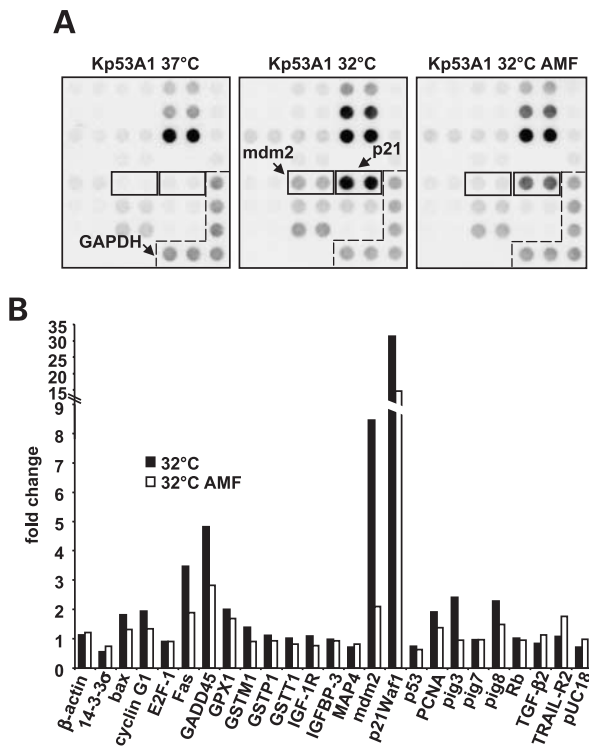 A
Kp53A1 37°C
Kp53A1 32°C
Kp53A1 32°C AMF
mdm2
p21
GAPDH
B
35
30
25
20
15
9
8
7
6
5
4
3
2
1
0
fold change
32°C
32°C AMF
β-actin
14-3-3σ
bax
cyclin G1
E2F-1
Fas
GADD45
GPX1
GSTM1
GSTP1
GSTT1
IGF-1R
IGFBP-3
MAP4
mdm2
p21Waf1
p53
PCNA
pig3
pig7
pig8
Rb
TGF-β2
TRAIL-R2
pUC18